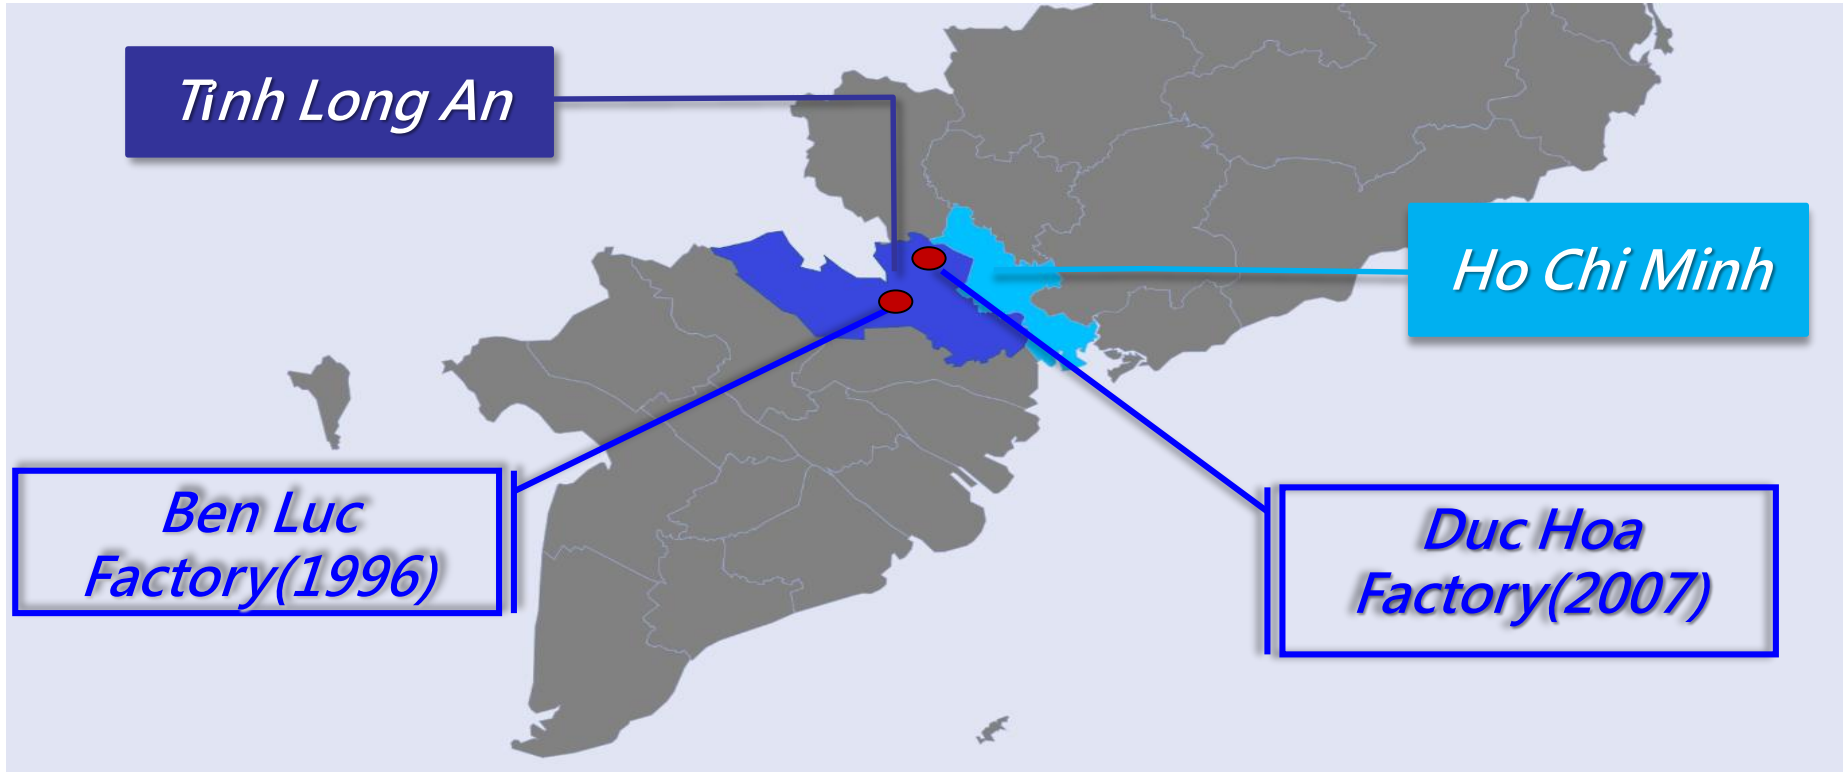 Tỉnh Long An
Ho Chi Minh
Ben Luc
Factory(1996)
Duc Hoa
Factory(2007)